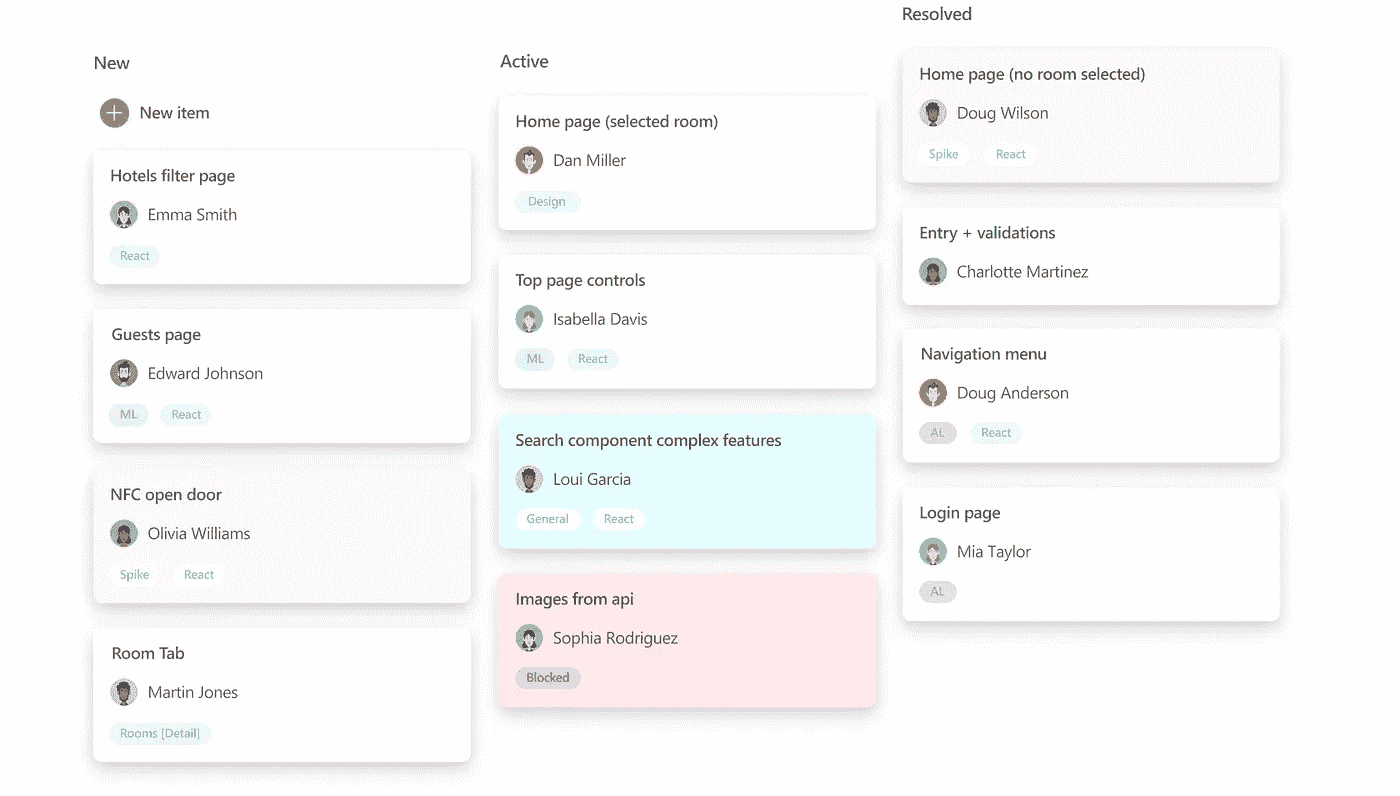 New
New item
Hotels filter page
Emma Smith
React
Guests page
Edward Johnson
ML React
NFC open door
Olivia Williams
Spike React
Room Tab
Martin Jones
Rooms [Detail]
Active
Home page (selected room)
Dan Miller
Design
Top page controls
Isabella Davis
ML React
Search component complex features
Loui Garcia
General React
Images from api
Sophia Rodriguez
Blocked
Resolved
Home page (no room selected)
Doug Wilson
Spike React
Entry + validations
Charlotte Martinez
Navigation menu
Doug Anderson
AL React
Login page
Mia Taylor
AL